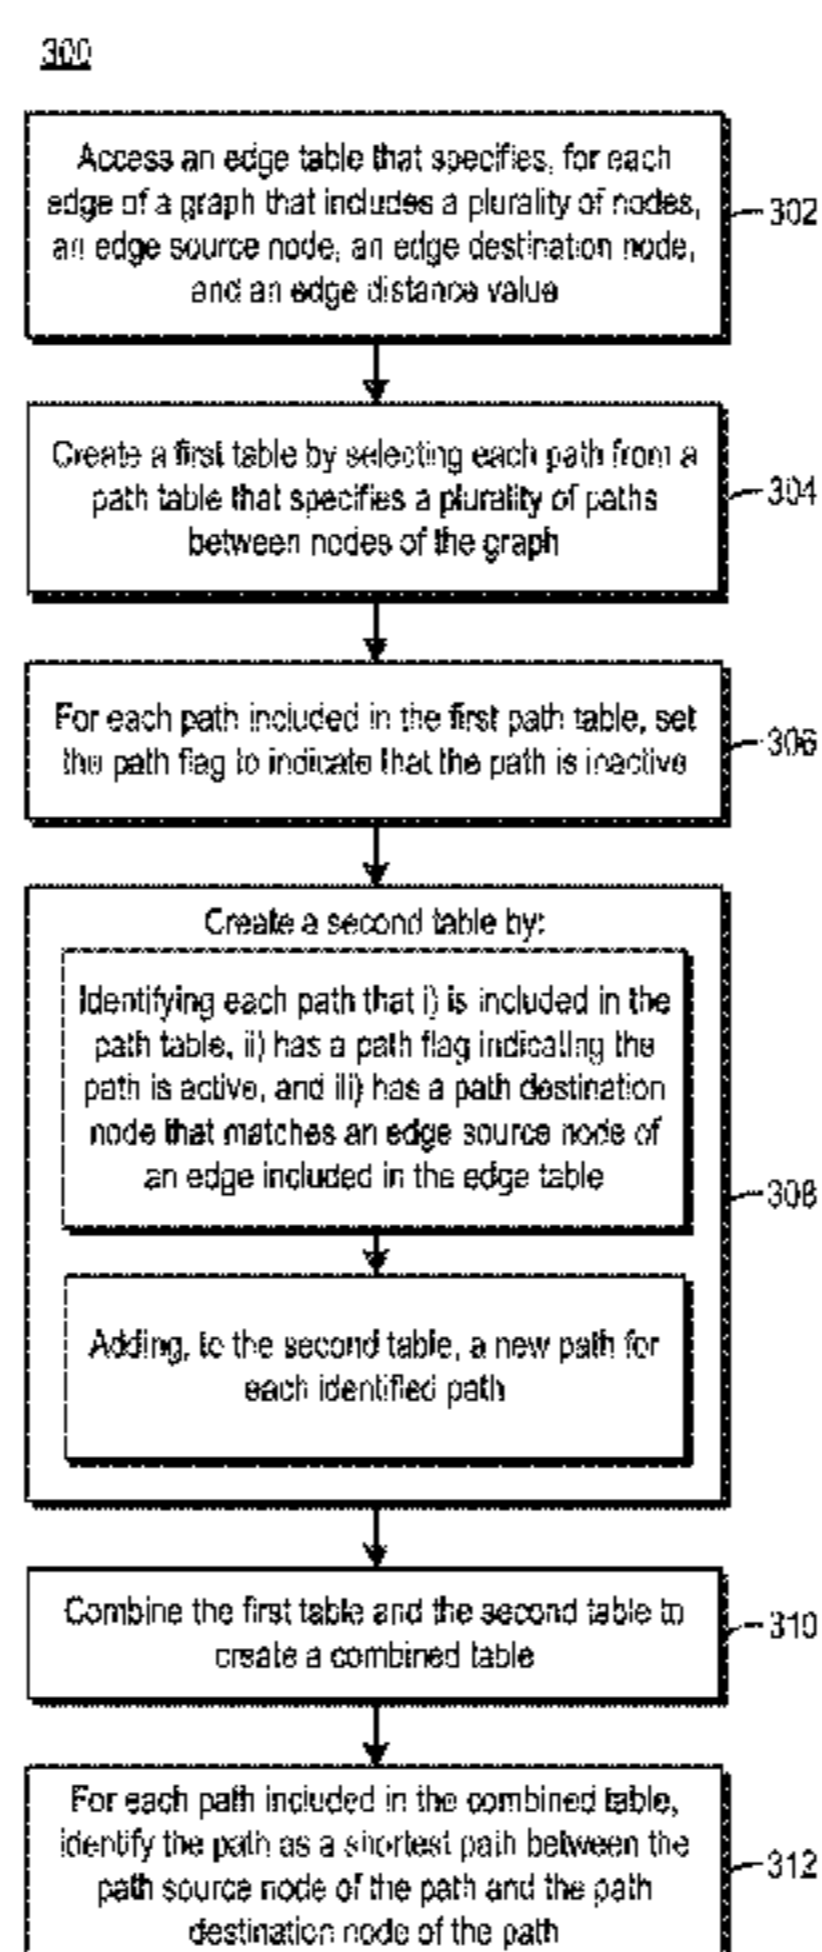 300
Access an edge table that specifies, for each
edge of a graph that includes a plurality of nodes,
an edge source node, an edge destination node,
and an edge distance value
302
Create a first table by selecting each path from a
path table that specifies a plurality of paths
between nodes of the graph
304
For each path included in the first path table, set
the path flag to indicate that the path is inactive
306
Create a second table by:
Identifying each path that i) is included in the
path table, ii) has a path flag indicating the
path is active, and iii) has a path destination
node that matches an edge source node of
an edge included in the edge table
308
Adding, to the second table, a new path for
each identified path
Combine the first table and the second table to
create a combined table
310
For each path included in the combined table,
identify the path as a shortest path between the
path source node of the path and the path
destination node of the path
312